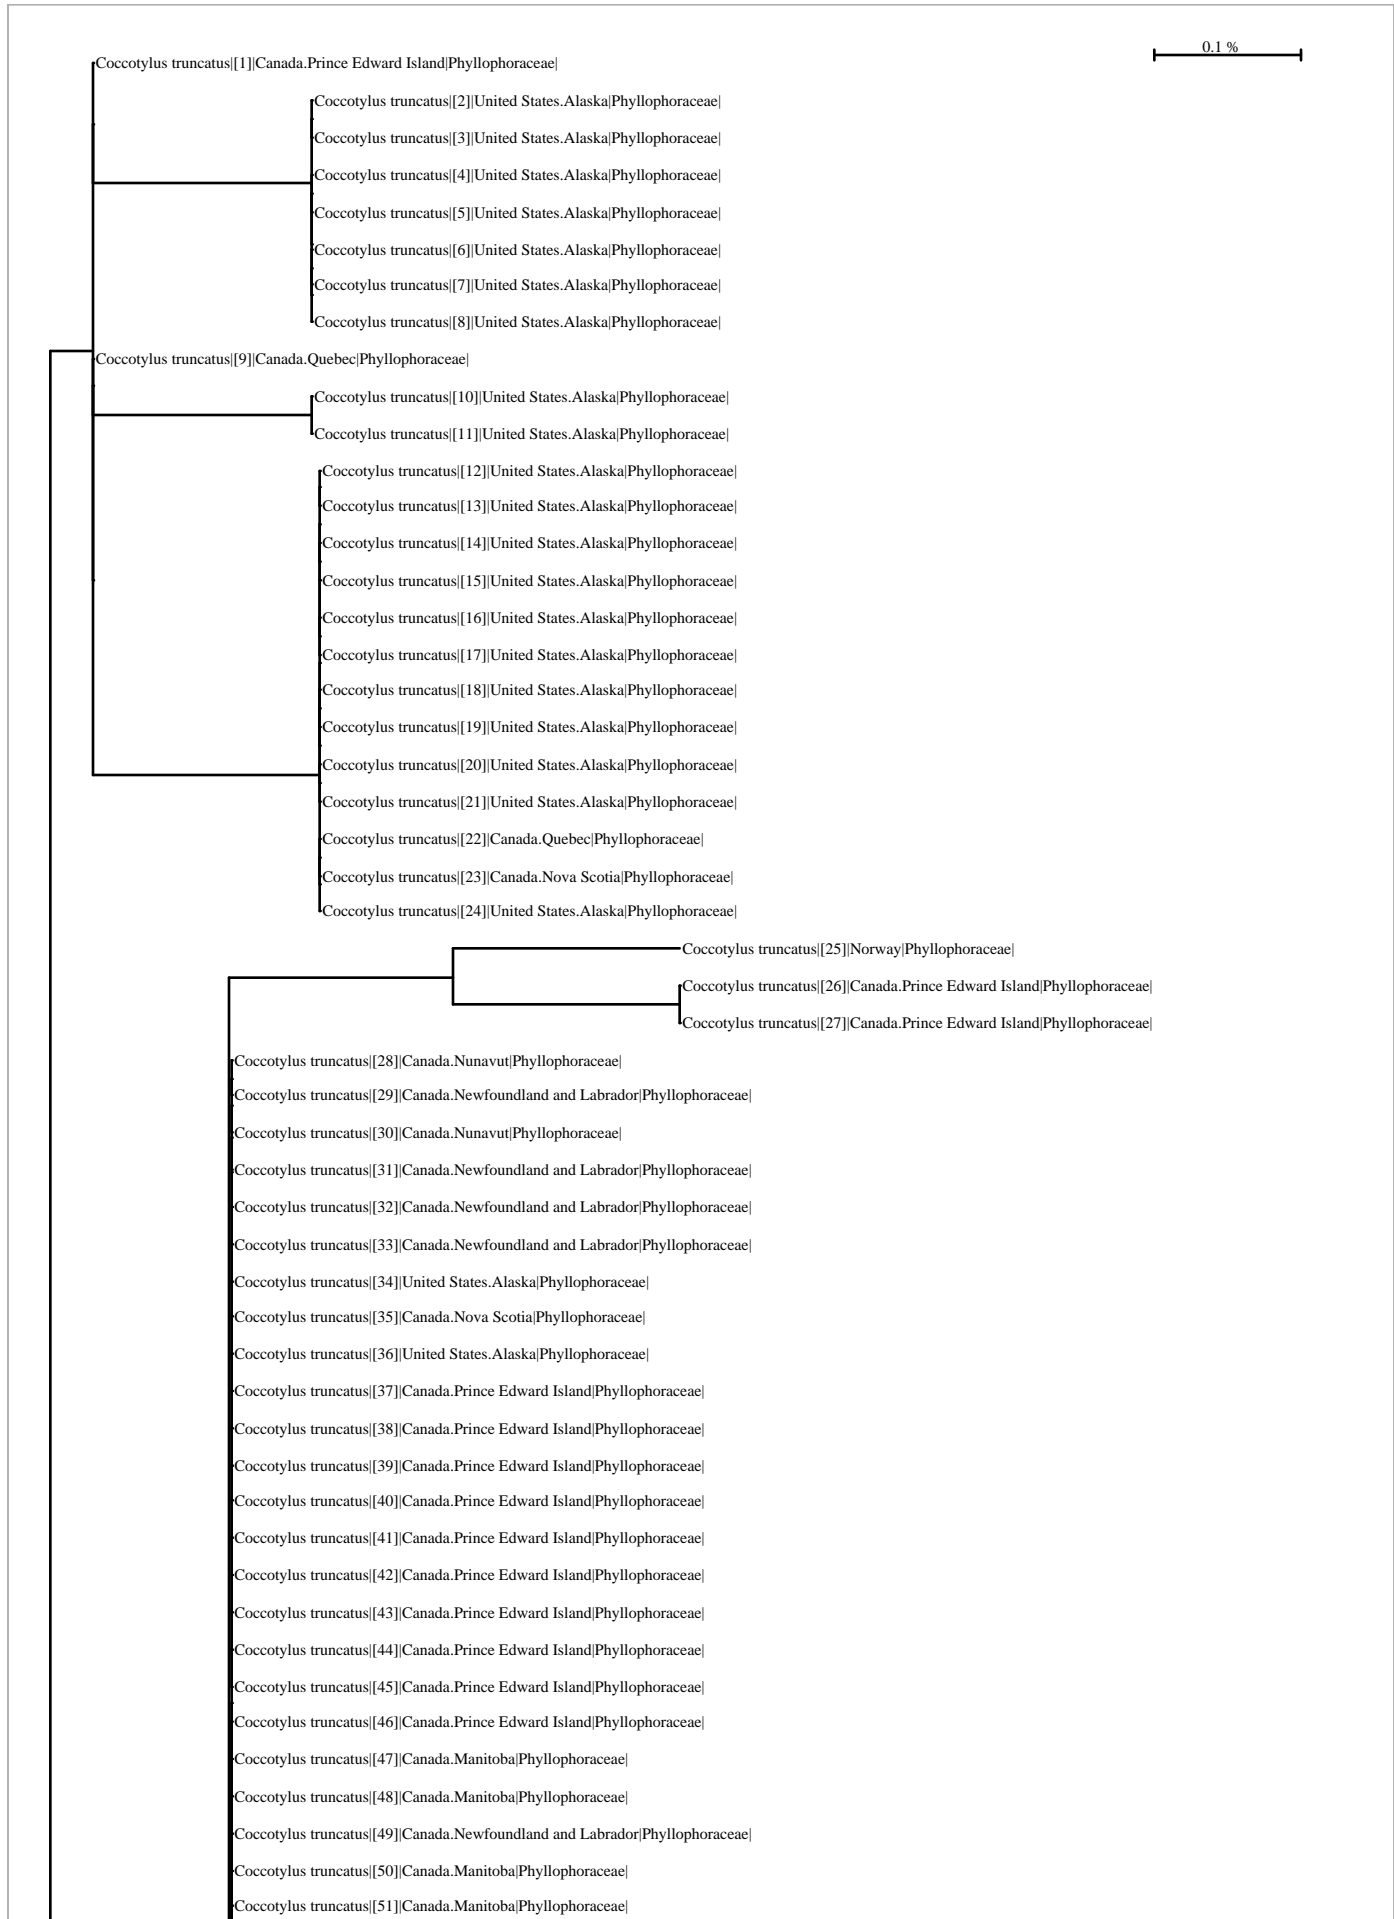 0.1 %
Coccotylus truncatus|[1]|Canada.Prince Edward Island|Phyllophoraceae|
Coccotylus truncatus|[2]|United States.Alaska|Phyllophoraceae|
Coccotylus truncatus|[3]|United States.Alaska|Phyllophoraceae|
Coccotylus truncatus|[4]|United States.Alaska|Phyllophoraceae|
Coccotylus truncatus|[5]|United States.Alaska|Phyllophoraceae|
Coccotylus truncatus|[6]|United States.Alaska|Phyllophoraceae|
Coccotylus truncatus|[7]|United States.Alaska|Phyllophoraceae|
Coccotylus truncatus|[8]|United States.Alaska|Phyllophoraceae|
Coccotylus truncatus|[9]|Canada.Quebec|Phyllophoraceae|
Coccotylus truncatus|[10]|United States.Alaska|Phyllophoraceae|
Coccotylus truncatus|[11]|United States.Alaska|Phyllophoraceae|
Coccotylus truncatus|[12]|United States.Alaska|Phyllophoraceae|
Coccotylus truncatus|[13]|United States.Alaska|Phyllophoraceae|
Coccotylus truncatus|[14]|United States.Alaska|Phyllophoraceae|
Coccotylus truncatus|[15]|United States.Alaska|Phyllophoraceae|
Coccotylus truncatus|[16]|United States.Alaska|Phyllophoraceae|
Coccotylus truncatus|[17]|United States.Alaska|Phyllophoraceae|
Coccotylus truncatus|[18]|United States.Alaska|Phyllophoraceae|
Coccotylus truncatus|[19]|United States.Alaska|Phyllophoraceae|
Coccotylus truncatus|[20]|United States.Alaska|Phyllophoraceae|
Coccotylus truncatus|[21]|United States.Alaska|Phyllophoraceae|
Coccotylus truncatus|[22]|Canada.Quebec|Phyllophoraceae|
Coccotylus truncatus|[23]|Canada.Nova Scotia|Phyllophoraceae|
Coccotylus truncatus|[24]|United States.Alaska|Phyllophoraceae|
Coccotylus truncatus|[25]|Norway|Phyllophoraceae|
Coccotylus truncatus|[26]|Canada.Prince Edward Island|Phyllophoraceae|
Coccotylus truncatus|[27]|Canada.Prince Edward Island|Phyllophoraceae|
Coccotylus truncatus|[28]|Canada.Nunavut|Phyllophoraceae|
Coccotylus truncatus|[29]|Canada.Newfoundland and Labrador|Phyllophoraceae|
Coccotylus truncatus|[30]|Canada.Nunavut|Phyllophoraceae|
Coccotylus truncatus|[31]|Canada.Newfoundland and Labrador|Phyllophoraceae|
Coccotylus truncatus|[32]|Canada.Newfoundland and Labrador|Phyllophoraceae|
Coccotylus truncatus|[33]|Canada.Newfoundland and Labrador|Phyllophoraceae|
Coccotylus truncatus|[34]|United States.Alaska|Phyllophoraceae|
Coccotylus truncatus|[35]|Canada.Nova Scotia|Phyllophoraceae|
Coccotylus truncatus|[36]|United States.Alaska|Phyllophoraceae|
Coccotylus truncatus|[37]|Canada.Prince Edward Island|Phyllophoraceae|
Coccotylus truncatus|[38]|Canada.Prince Edward Island|Phyllophoraceae|
Coccotylus truncatus|[39]|Canada.Prince Edward Island|Phyllophoraceae|
Coccotylus truncatus|[40]|Canada.Prince Edward Island|Phyllophoraceae|
Coccotylus truncatus|[41]|Canada.Prince Edward Island|Phyllophoraceae|
Coccotylus truncatus|[42]|Canada.Prince Edward Island|Phyllophoraceae|
Coccotylus truncatus|[43]|Canada.Prince Edward Island|Phyllophoraceae|
Coccotylus truncatus|[44]|Canada.Prince Edward Island|Phyllophoraceae|
Coccotylus truncatus|[45]|Canada.Prince Edward Island|Phyllophoraceae|
Coccotylus truncatus|[46]|Canada.Prince Edward Island|Phyllophoraceae|
Coccotylus truncatus|[47]|Canada.Manitoba|Phyllophoraceae|
Coccotylus truncatus|[48]|Canada.Manitoba|Phyllophoraceae|
Coccotylus truncatus|[49]|Canada.Newfoundland and Labrador|Phyllophoraceae|
Coccotylus truncatus|[50]|Canada.Manitoba|Phyllophoraceae|
Coccotylus truncatus|[51]|Canada.Manitoba|Phyllophoraceae|